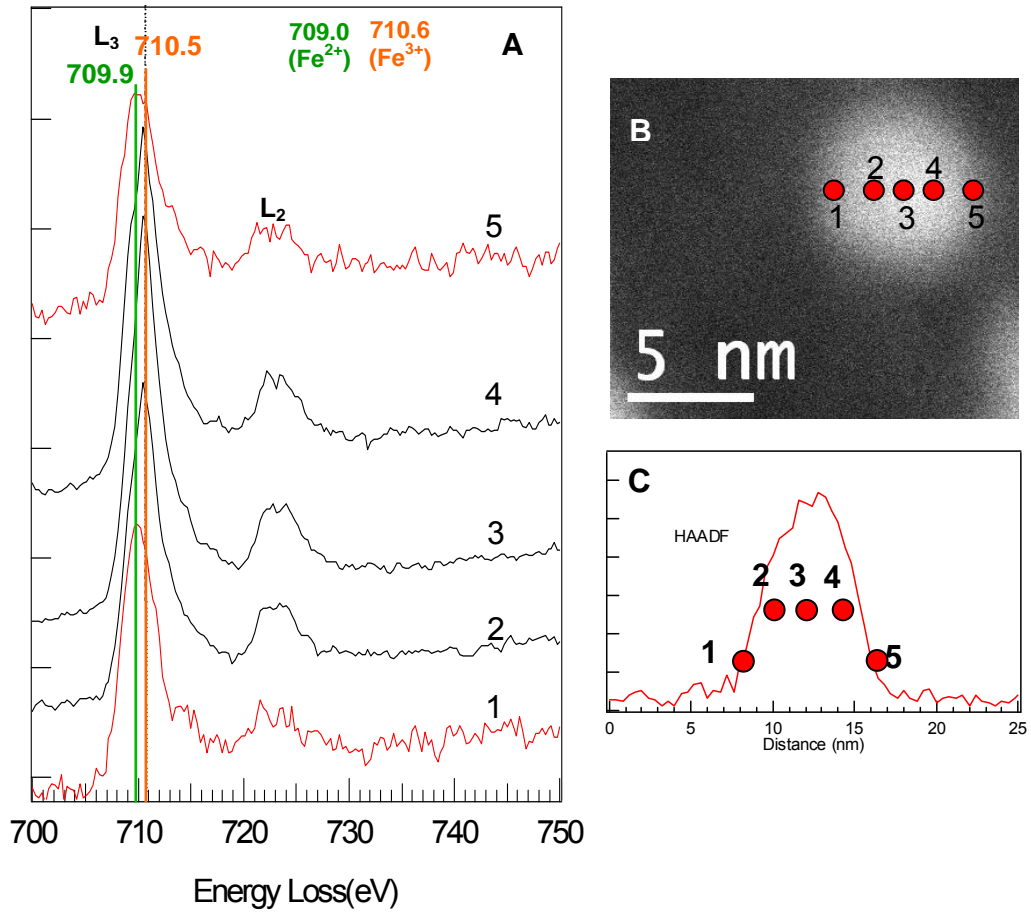 L3
710.5
709.9
709.0 710.6
(Fe2+) (Fe3+)
A
L2
5
4
3
2
1
700 710 720 730 740 750
Energy Loss(eV)
B
2 4
1 3 5
5 nm
C
HAADF
2 3 4
1 5
0 5 10 15 20 25
Distance (nm)